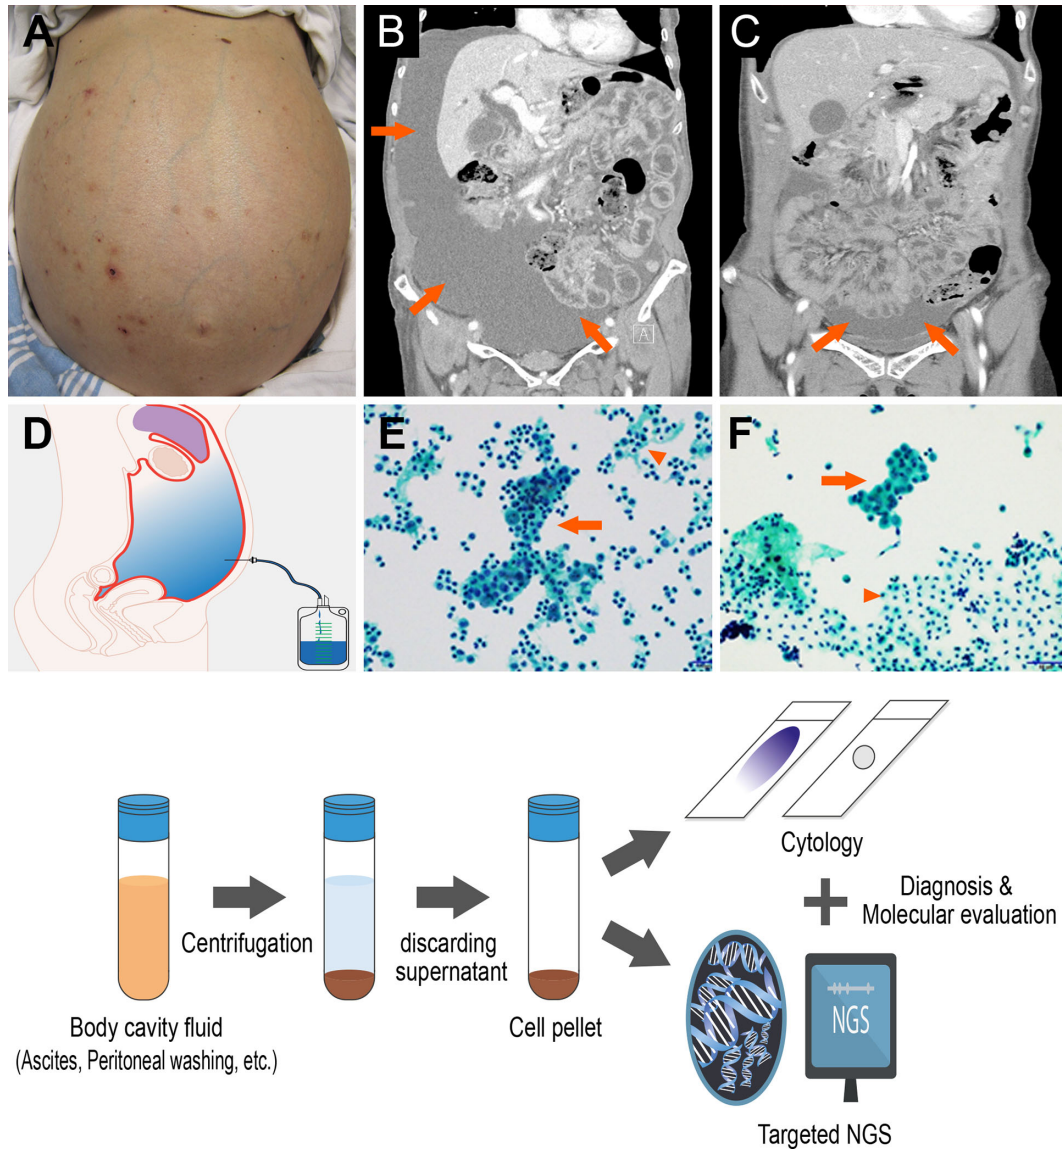 A
B
C
A
D
E
F
Cytology
Centrifugation
discarding
supernatant
Diagnosis &
Molecular evaluation
Body cavity fluid
(Ascites, Peritoneal washing, etc.)
Cell pellet
NGS
Targeted NGS